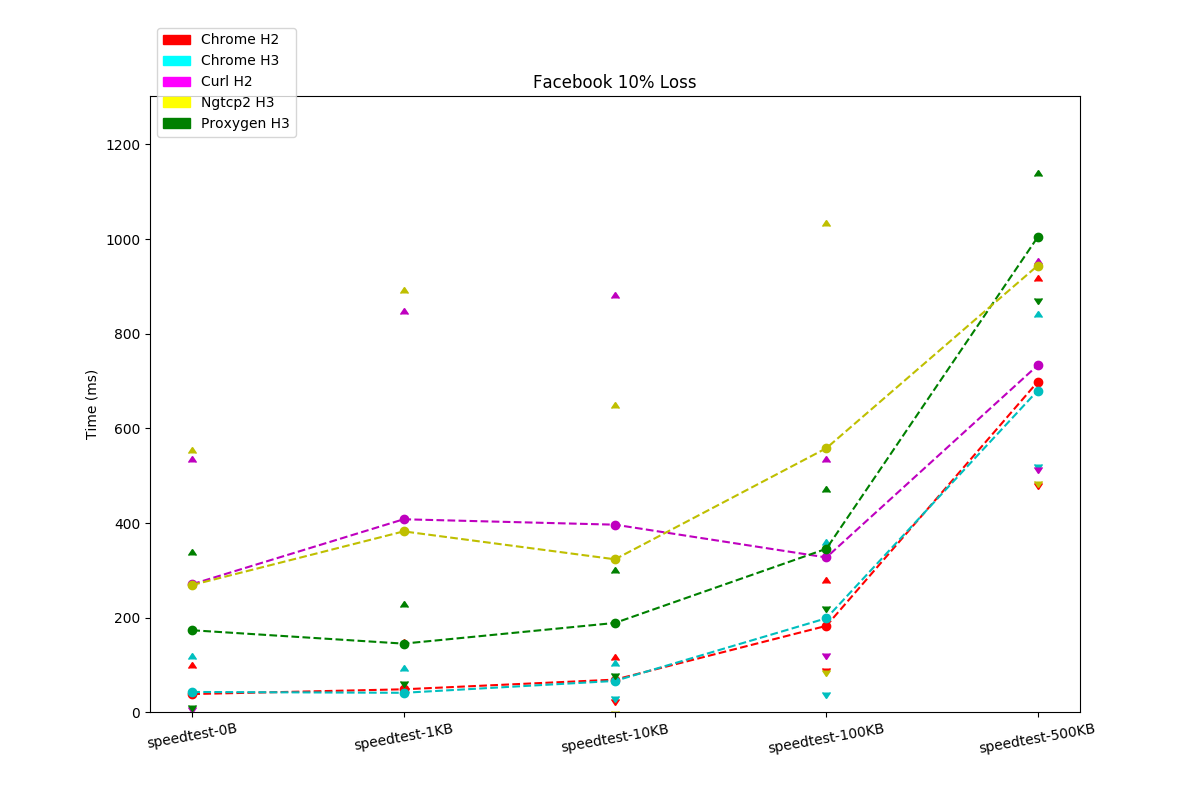 Chrome H2
Chrome H3
Curl H2
Ngtcp2 H3
Proxygen H3
Facebook 10% Loss
1200
1000
800
600
400
200
0
Time (ms)
speedtest-0B
speedtest-1KB
speedtest-10KB
speedtest-100KB
speedtest-500KB